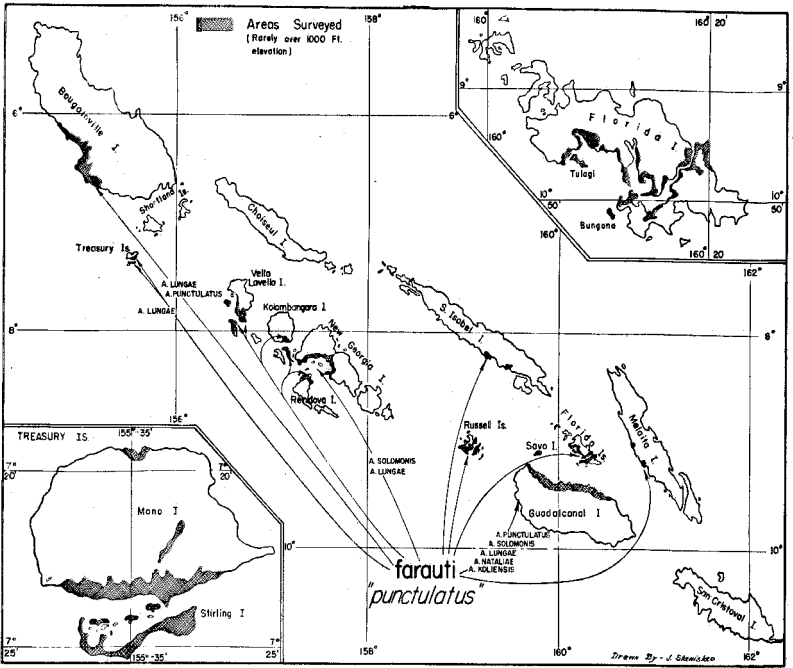 Areas Surveyed
(Rarely over 1000 Ft.
elevation)
156°
158°
160°
160° 20'
9°
9°
160°
Florida I.
Tulagi
Bungana
10°
50'
10°
50'
160°
160° 20
162°
6°
6
Bougainville I.
Shortland Is.
Treasury Is.
Choiseul I.
A. LUNGAE
A. PUNCTULATUS
A. LUNGAE
Vella
Lavella I.
Kolombangara I
New Georgia I.
Rendova I.
S. Isabel I.
8°
8°
156°
Russell Is.
Savo I.
Florida Is.
Malaita I.
A. SOLOMONIS
A. LUNGAE
Guadalcanal I
A. PUNCTULATUS
A. SOLOMONIS
A. LUNGAE
A. NATALIAE
A. KOLIENSIS
10°
10°
farauti
"punctulatus"
San Cristoval I.
TREASURY IS.
155°-35'
7°
20
7°
20
Mono I
Stirling I
7°
25'
155°-35'
7°
25
158°
160°
162°
Drawn By - J.